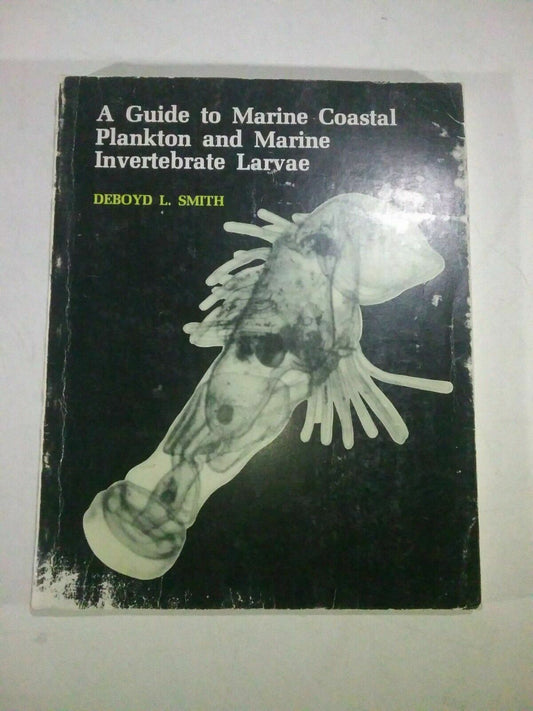 A Guide to Marine Coastal
Plankton and Marine
Invertebrate Larvae
DEBOYD L. SMITH